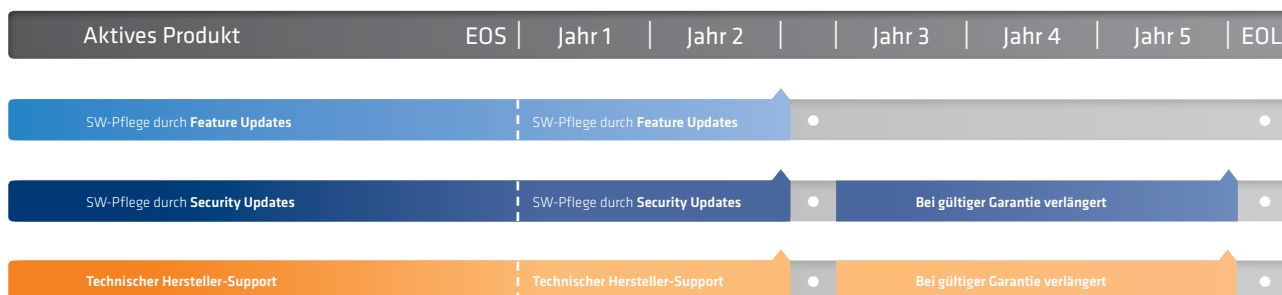 Aktives Produkt EOS | Jahr 1 | Jahr 2 | | Jahr 3 | Jahr 4 | Jahr 5 | EOL
SW-Pflege durch Feature Updates SW-Pflege durch Feature Updates
SW-Pflege durch Security Updates SW-Pflege durch Security Updates Bei gültiger Garantie verlängert
Technischer Hersteller-Support Technischer Hersteller-Support Bei gültiger Garantie verlängert